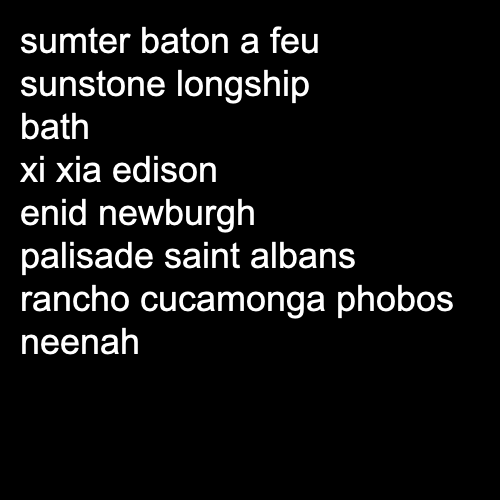 sumter baton a feu
sunstone longship
bath
xi xia edison
enid newburgh
palisade saint albans
rancho cucamonga phobos
neenah